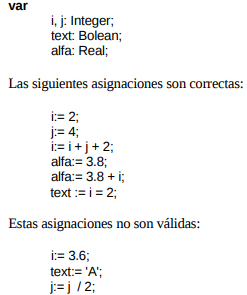 var
i, j: Integer;
text: Bolean;
alfa: Real;
Las siguientes asignaciones son correctas:
i:= 2;
j:= 4;
i:= i + j + 2;
alfa:= 3.8;
alfa:= 3.8 + i;
text := i = 2;
Estas asignaciones no son válidas:
i:= 3.6;
text:= 'A';
j:= j / 2;